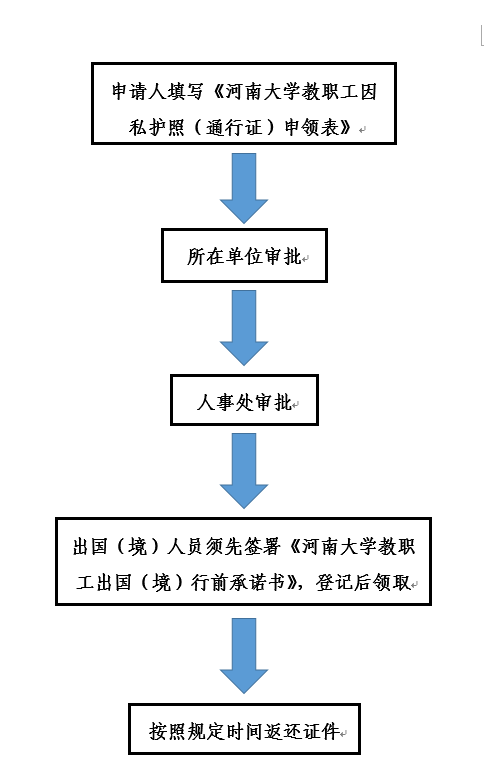 申请人填写《河南大学教职工因
私护照（通行证）申领表》
所在单位审批
人事处审批
出国（境）人员须先签署《河南大学教职
工出国（境）行前承诺书》，登记后领取
按照规定时间返还证件